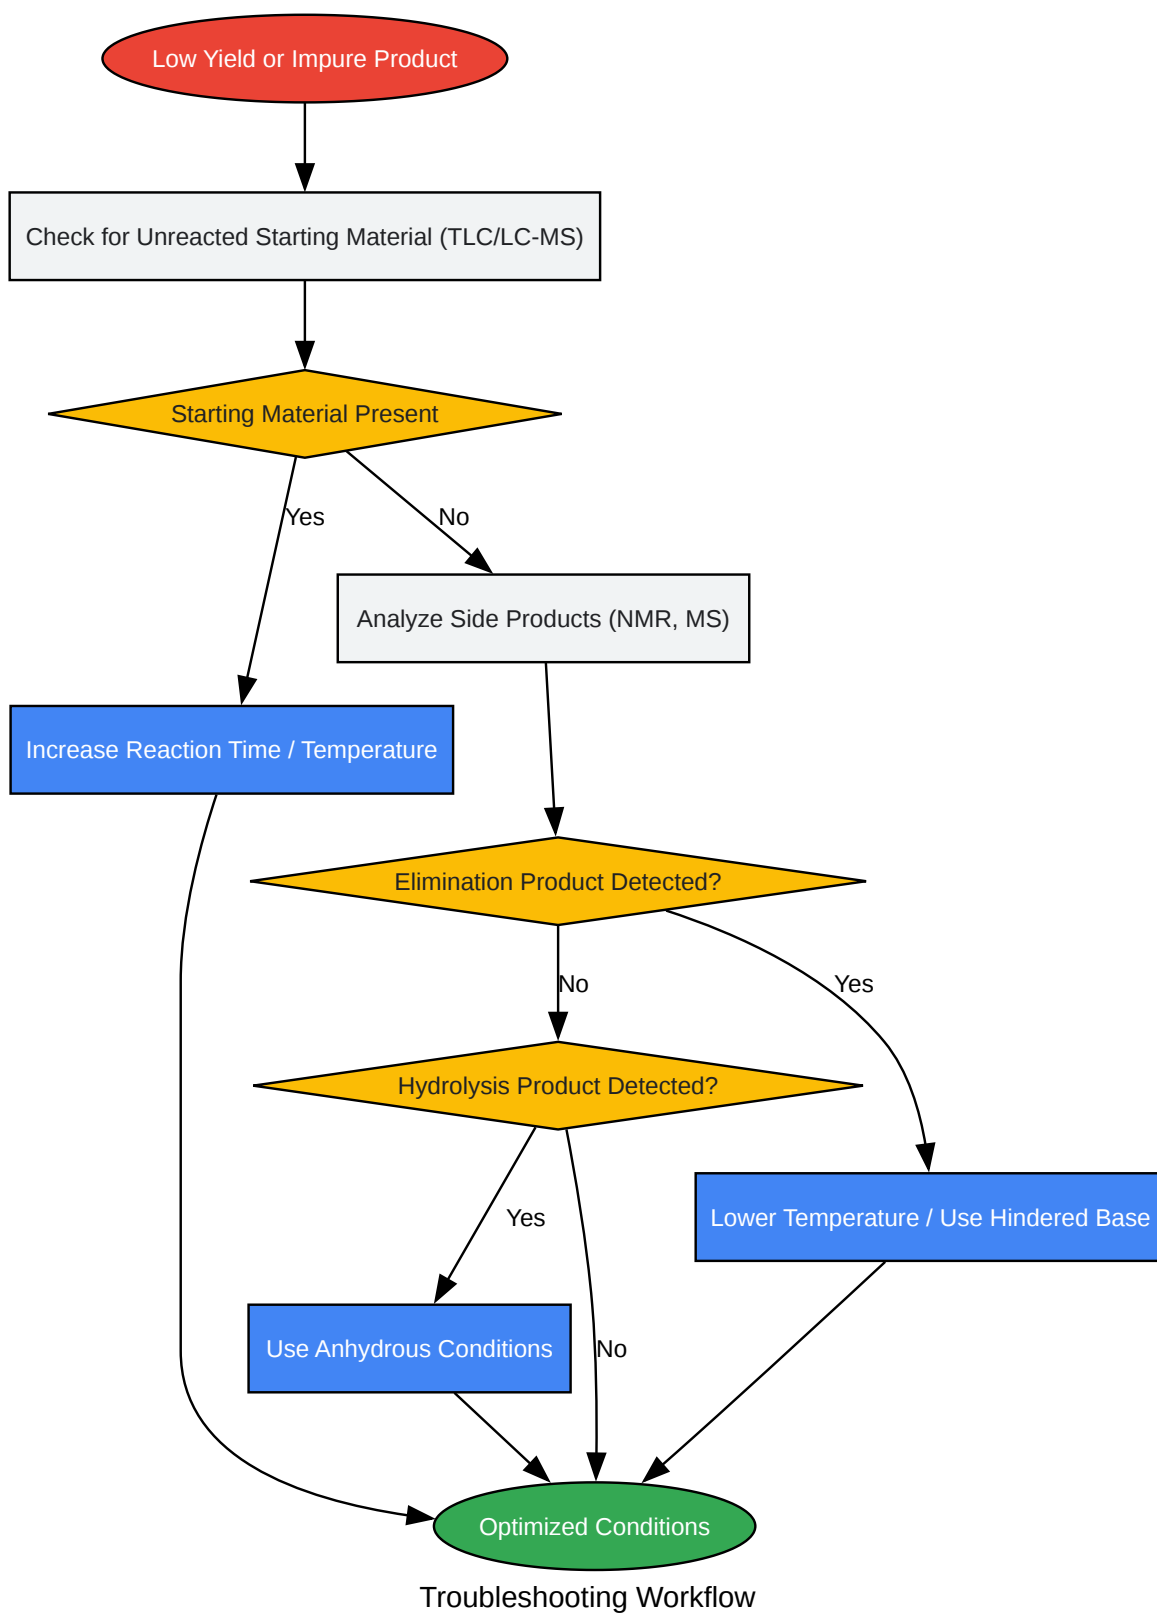 Low Yield or Impure Product
Check for Unreacted Starting Material (TLC/LC-MS)
Starting Material Present
Yes
No
Analyze Side Products (NMR, MS)
Increase Reaction Time / Temperature
Elimination Product Detected?
No
Yes
Hydrolysis Product Detected?
Yes
Lower Temperature / Use Hindered Base
Use Anhydrous Conditions
No
Optimized Conditions
Troubleshooting Workflow